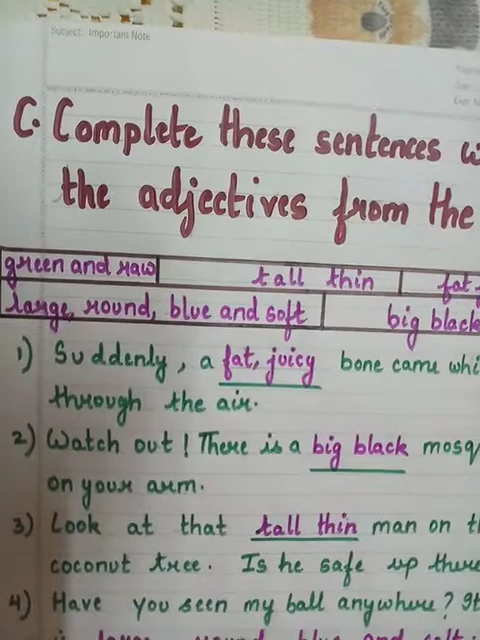 Subject: Important Note
C. Complete these sentences
the adjectives from the
green and raw tall thin fat
large, round, blue and soft big black
1) Suddenly, a fat, juicy bone came
through the air.
2) Watch out! There is a big black
on your arm.
3) Look at that tall thin man on
coconut tree. Is he safe up there
4) Have you seen my ball anywhere?